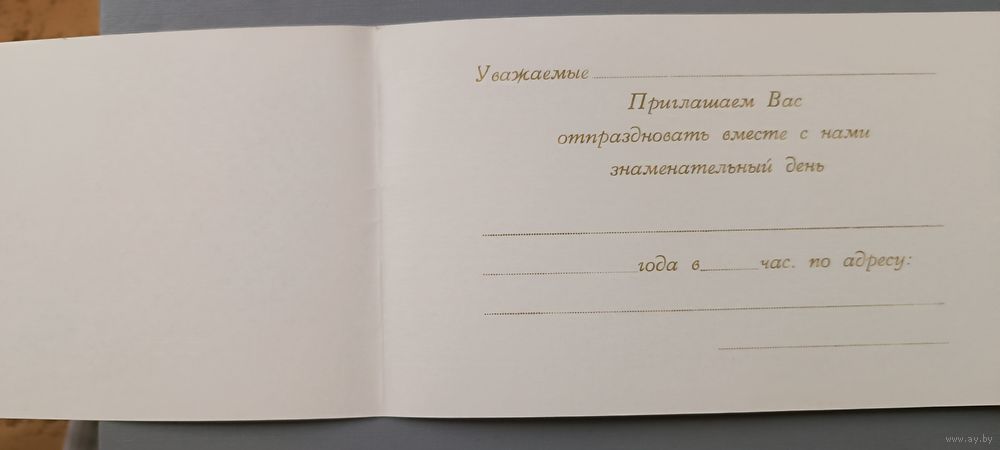 Уважаемые
Приглашаем Вас
отпраздновать вместе с нами
знаменательный день
года в час. по адресу:
www.ay.by